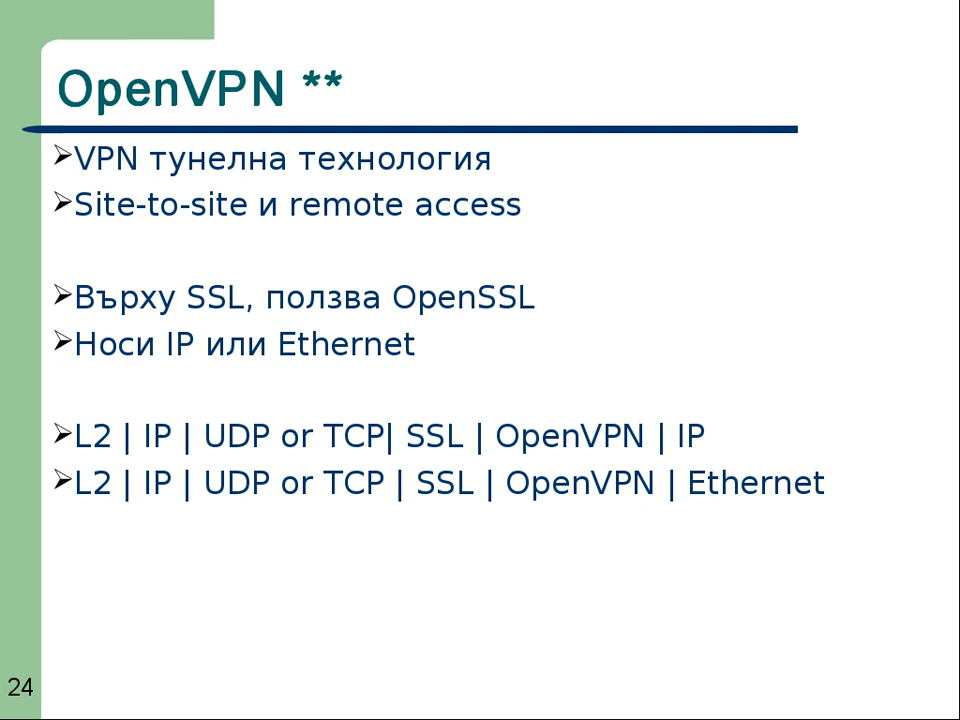 OpenVPN **
VPN тунелна технология
Site-to-site и remote access
Върху SSL, ползва OpenSSL
Носи IP или Ethernet
L2 | IP | UDP or TCP| SSL | OpenVPN | IP
L2 | IP | UDP or TCP | SSL | OpenVPN | Ethernet
24